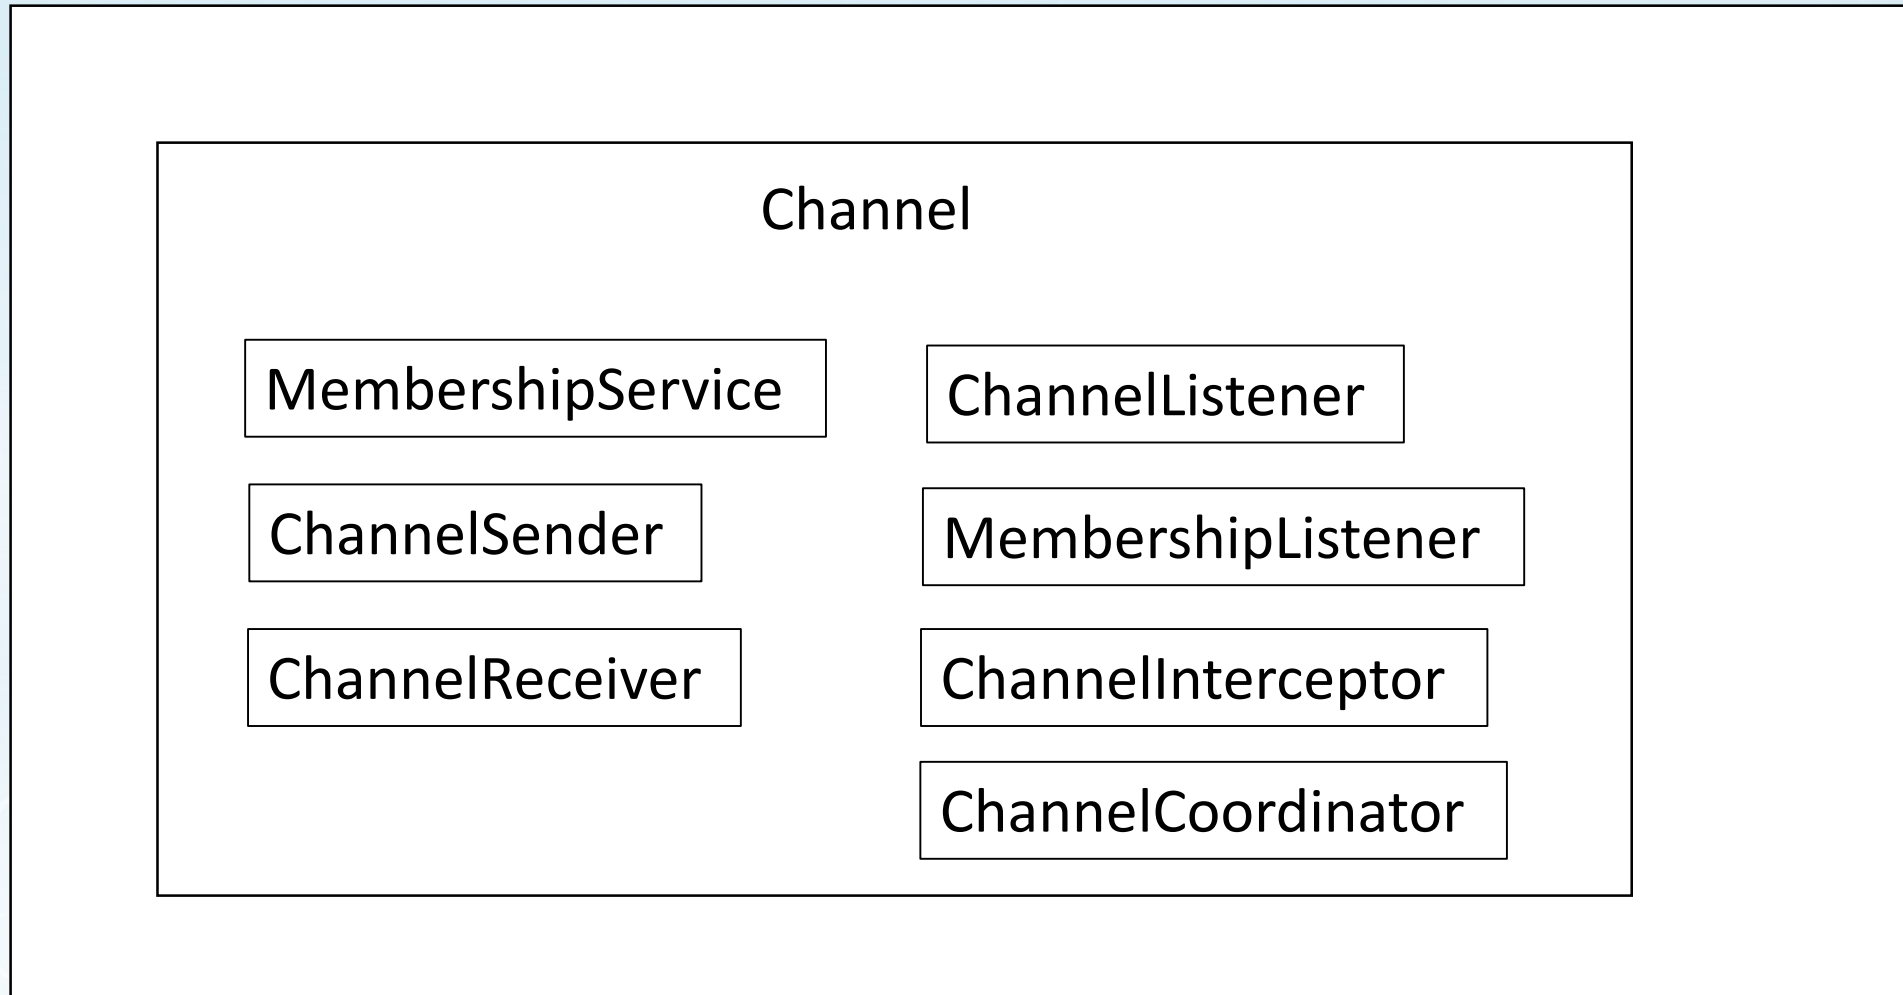 Channel
MembershipService
ChannelSender
ChannelReceiver
ChannelListener
MembershipListener
ChannelInterceptor
ChannelCoordinator